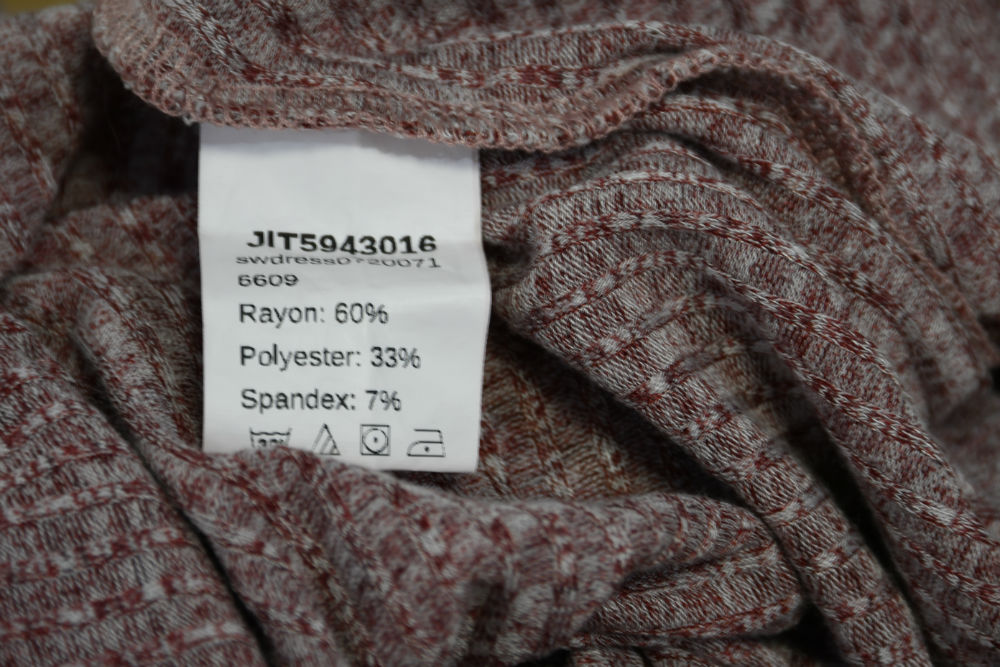 JIT5943016
6609
Rayon: 60%
Polyester: 33%
Spandex: 7%